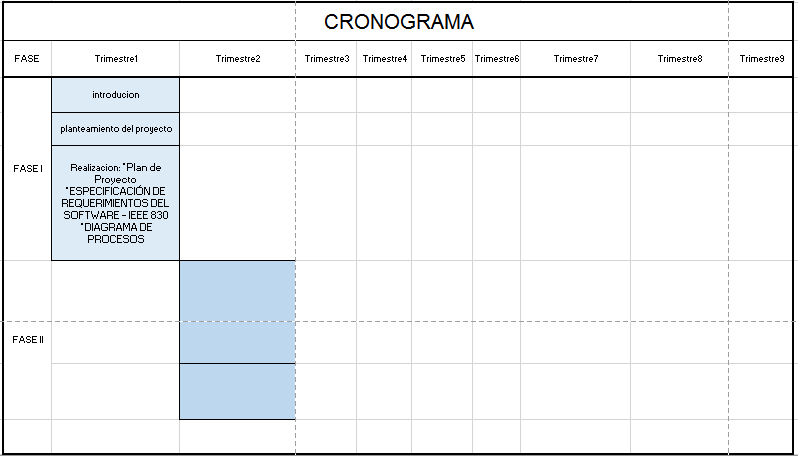 CRONOGRAMA
FASE Trimestre1 Trimestre2 Trimestre3 Trimestre4 Trimestre5 Trimestre6 Trimestre7 Trimestre8 Trimestre9
introducion
planteamiento del proyecto
FASE I
Realizacion: *Plan de
Proyecto
*ESPECIFICACIÓN DE
REQUERIMIENTOS DEL
SOFTWARE - IEEE 830
*DIAGRAMA DE
PROCESOS
FASE II